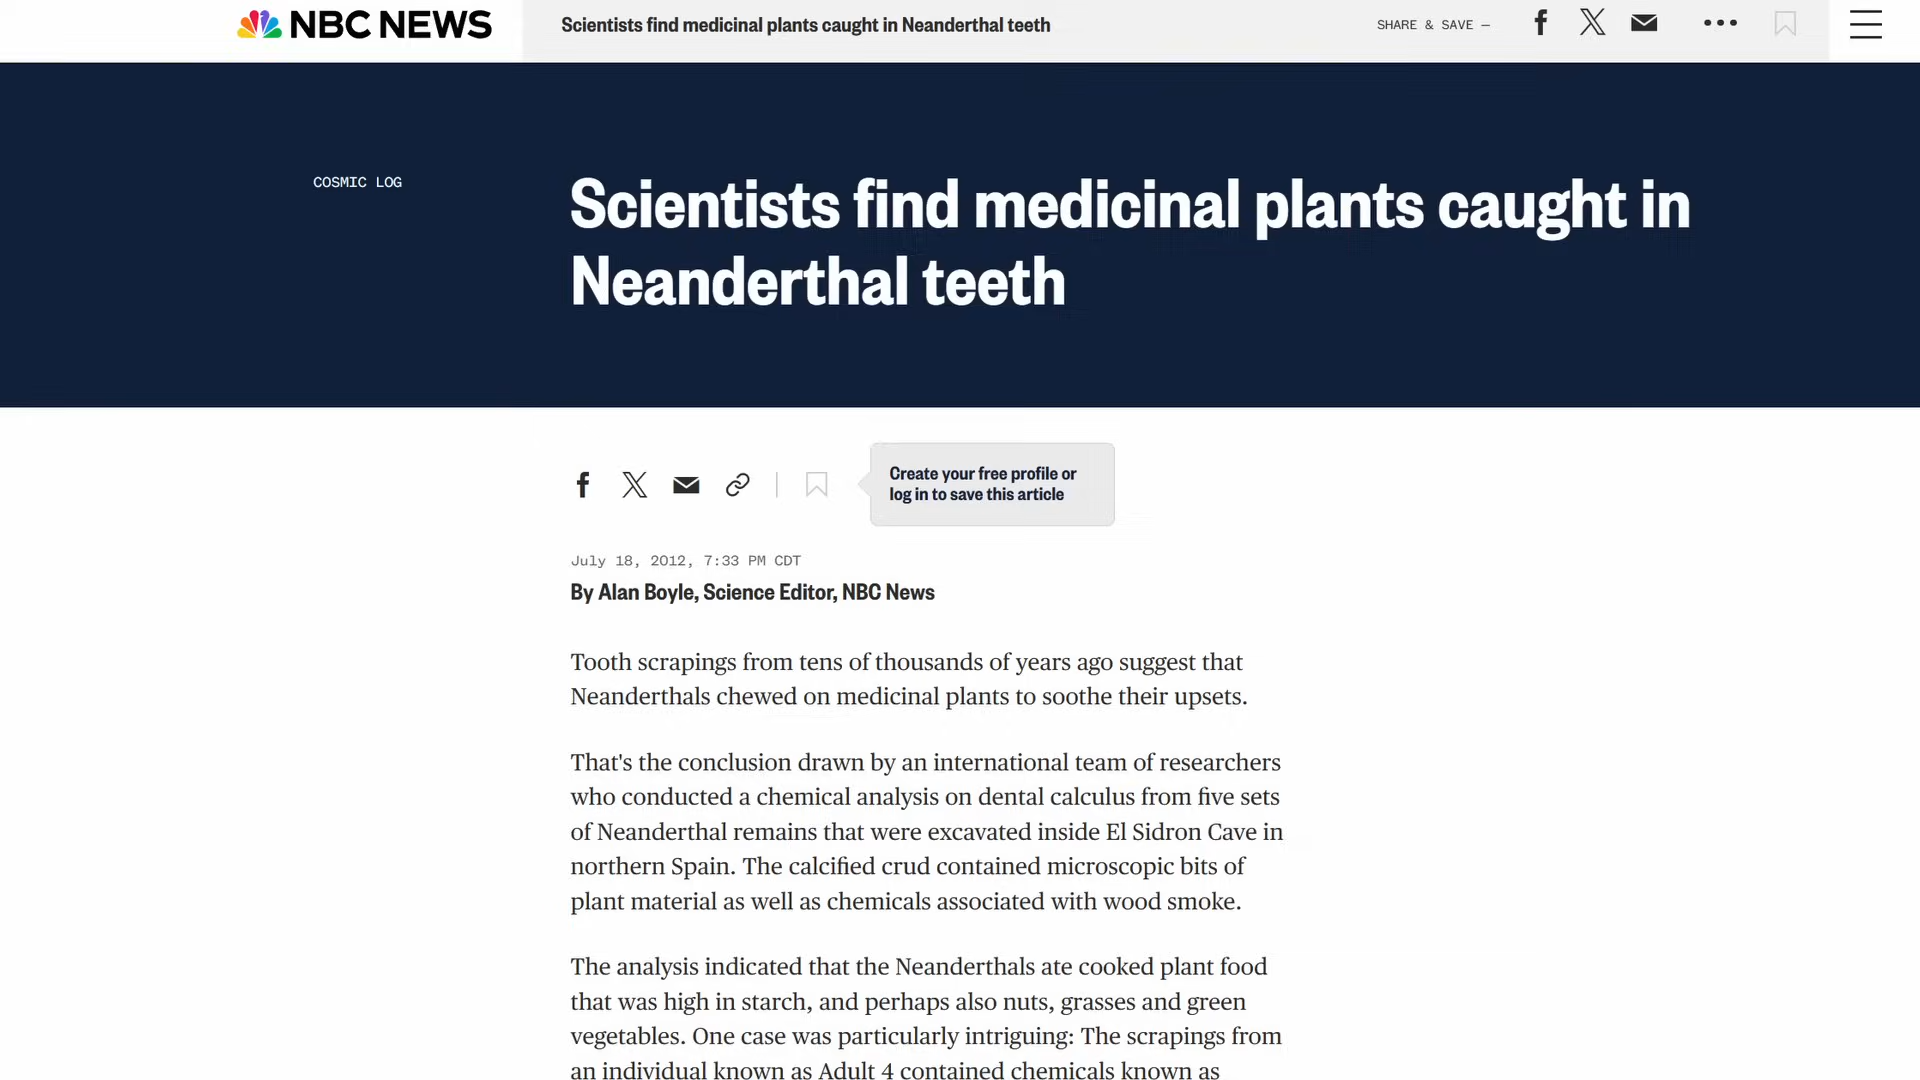 NBC NEWS
Scientists find medicinal plants caught in Neanderthal teeth
SHARE & SAVE —
COSMIC LOG
Scientists find medicinal plants caught in
Neanderthal teeth
Create your free profile or
log in to save this article
July 18, 2012, 7:33 PM CDT
By Alan Boyle, Science Editor, NBC News
Tooth scrapings from tens of thousands of years ago suggest that
Neanderthals chewed on medicinal plants to soothe their upsets.
That's the conclusion drawn by an international team of researchers
who conducted a chemical analysis on dental calculus from five sets
of Neanderthal remains that were excavated inside El Sidron Cave in
northern Spain. The calcified crud contained microscopic bits of
plant material as well as chemicals associated with wood smoke.
The analysis indicated that the Neanderthals ate cooked plant food
that was high in starch, and perhaps also nuts, grasses and green
vegetables. One case was particularly intriguing: The scrapings from
an individual known as Adult 4 contained chemicals known as